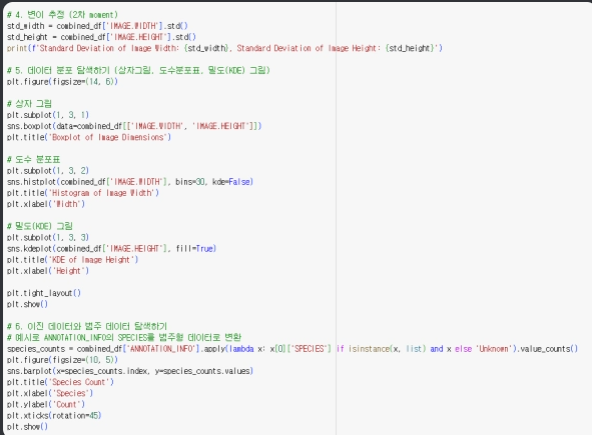 # 4. 변이 추정 (2차 moment)
std_width = combined_df['IMAGE.WIDTH'].std()
std_height = combined_df['IMAGE.HEIGHT'].std()
print(f'Standard Deviation of Image Width: {std_width}, Standard Deviation of Image Height: {std_height}')
# 5. 데이터 분포 탐색하기 (상자그림, 도수분포표, 밀도(KDE) 그림)
plt.figure(figsize=(14, 6))
# 상자 그림
plt.subplot(1, 3, 1)
sns.boxplot(data=combined_df[['IMAGE.WIDTH', 'IMAGE.HEIGHT']])
plt.title('Boxplot of Image Dimensions')
# 도수 분포표
plt.subplot(1, 3, 2)
sns.histplot(combined_df['IMAGE.WIDTH'], bins=30, kde=False)
plt.title('Histogram of Image Width')
plt.xlabel('Width')
# 밀도(KDE) 그림
plt.subplot(1, 3, 3)
sns.kdeplot(combined_df['IMAGE.HEIGHT'], fill=True)
plt.title('KDE of Image Height')
plt.xlabel('Height')
plt.tight_layout()
plt.show()
# 6. 이진 데이터와 범주 데이터 탐색하기
# 예시로 ANNOTATION_INFO의 SPECIES를 범주형 데이터로 변환
species_counts = combined_df['ANNOTATION_INFO'].apply(lambda x: x[0]['SPECIES'] if isinstance(x, list) and x else 'Unknown').value_counts()
plt.figure(figsize=(10, 5))
sns.barplot(x=species_counts.index, y=species_counts.values)
plt.title('Species Count')
plt.xlabel('Species')
plt.ylabel('Count')
plt.xticks(rotation=45)
plt.show()